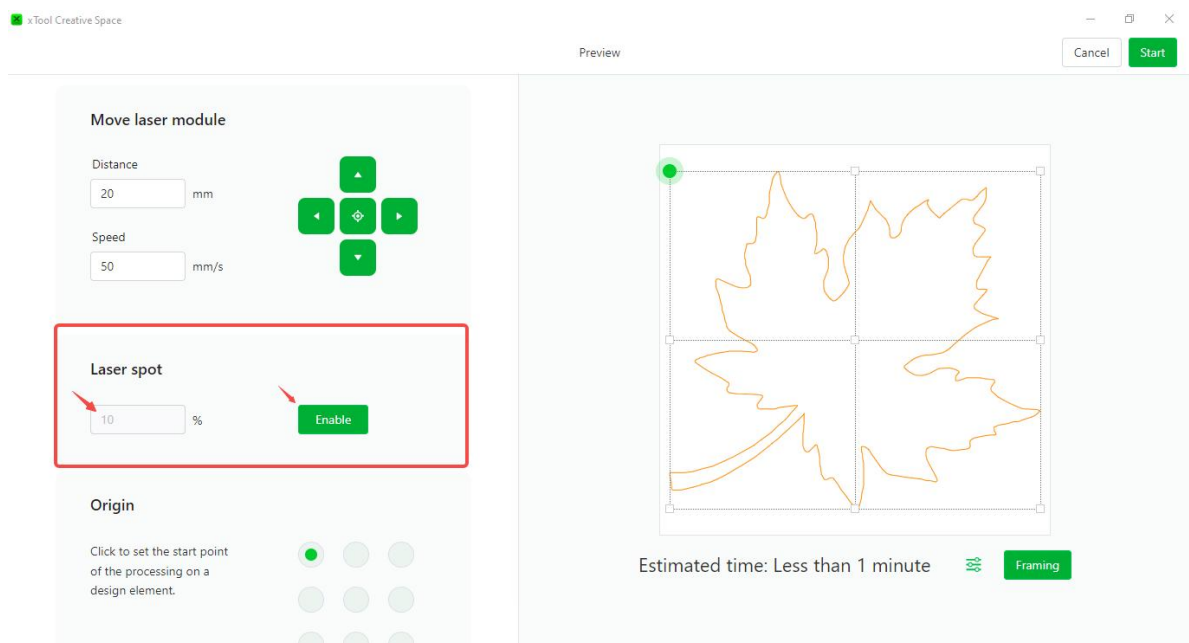 xTool Creative Space
Preview
Cancel
Start
Move laser module
Distance
20 mm
Speed
50 mm/s
Laser spot
10 %
Enable
Origin
Click to set the start point
of the processing on a
design element.
Estimated time: Less than 1 minute
Framing